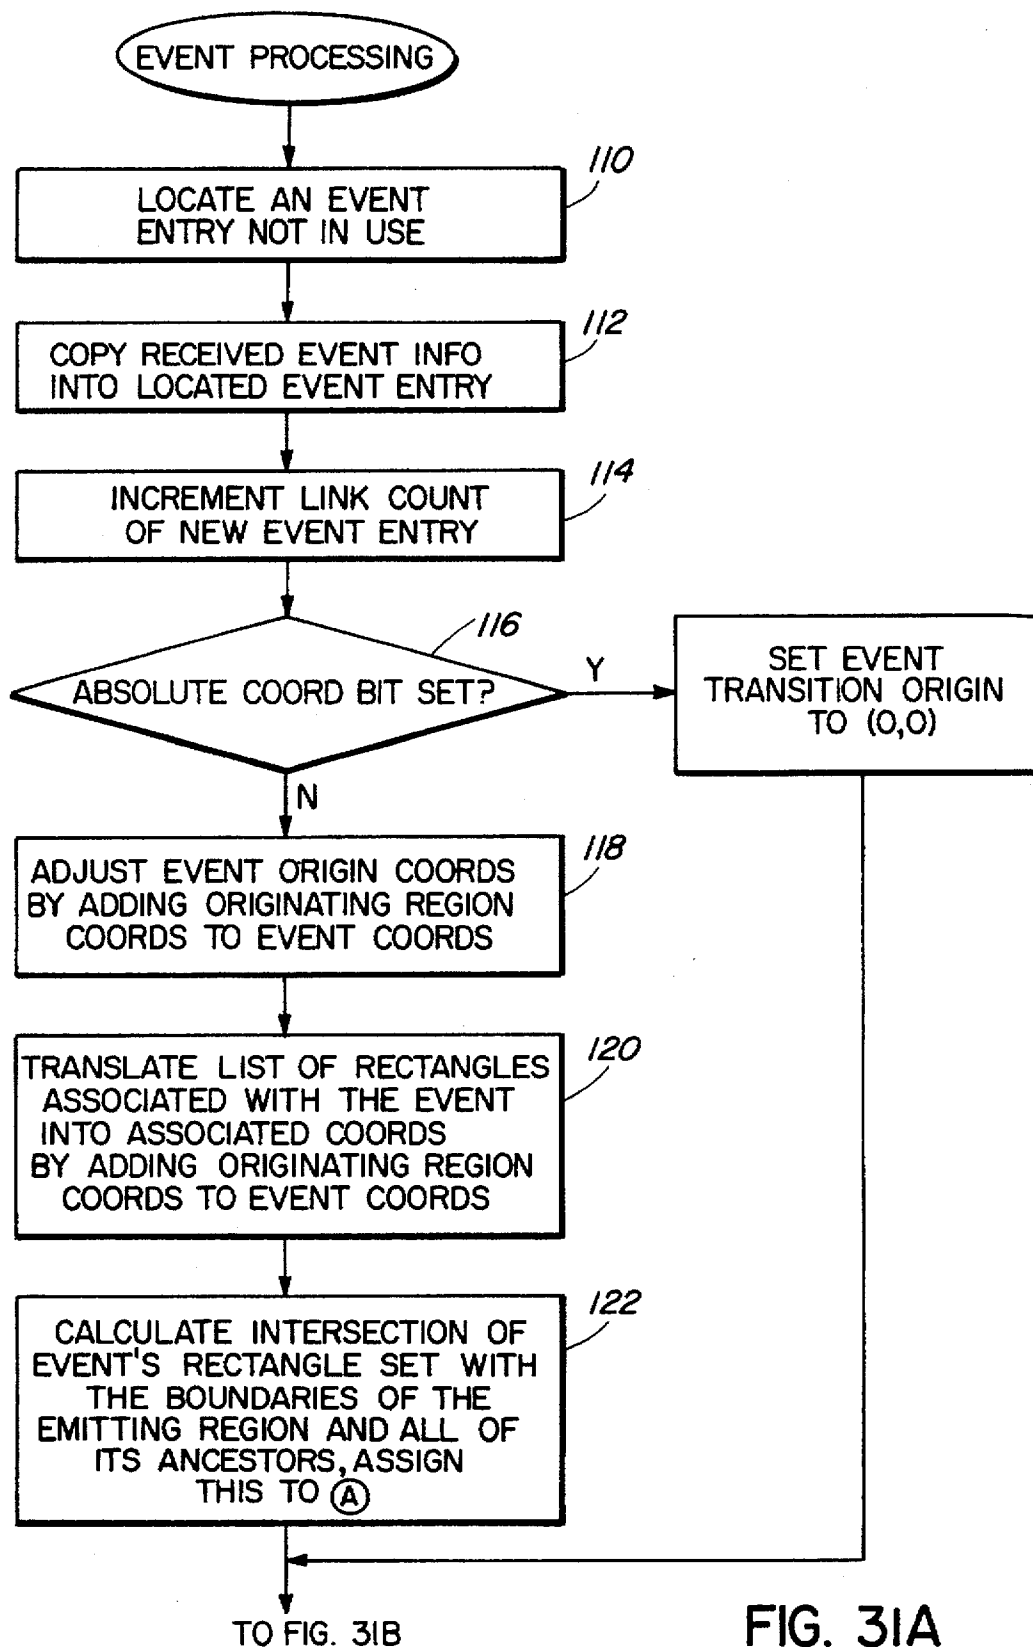 EVENT PROCESSING
110
LOCATE AN EVENT
ENTRY NOT IN USE
112
COPY RECEIVED EVENT INFO
INTO LOCATED EVENT ENTRY
114
INCREMENT LINK COUNT
OF NEW EVENT ENTRY
116
ABSOLUTE COORD BIT SET?
Y
SET EVENT
TRANSITION ORIGIN
TO (0,0)
N
118
ADJUST EVENT ORIGIN COORDS
BY ADDING ORIGINATING REGION
COORDS TO EVENT COORDS
120
TRANSLATE LIST OF RECTANGLES
ASSOCIATED WITH THE EVENT
INTO ASSOCIATED COORDS
BY ADDING ORIGINATING REGION
COORDS TO EVENT COORDS
122
CALCULATE INTERSECTION OF
EVENT'S RECTANGLE SET WITH
THE BOUNDARIES OF THE
EMITTING REGION AND ALL OF
ITS ANCESTORS, ASSIGN
THIS TO A
TO FIG. 31B
FIG. 31A